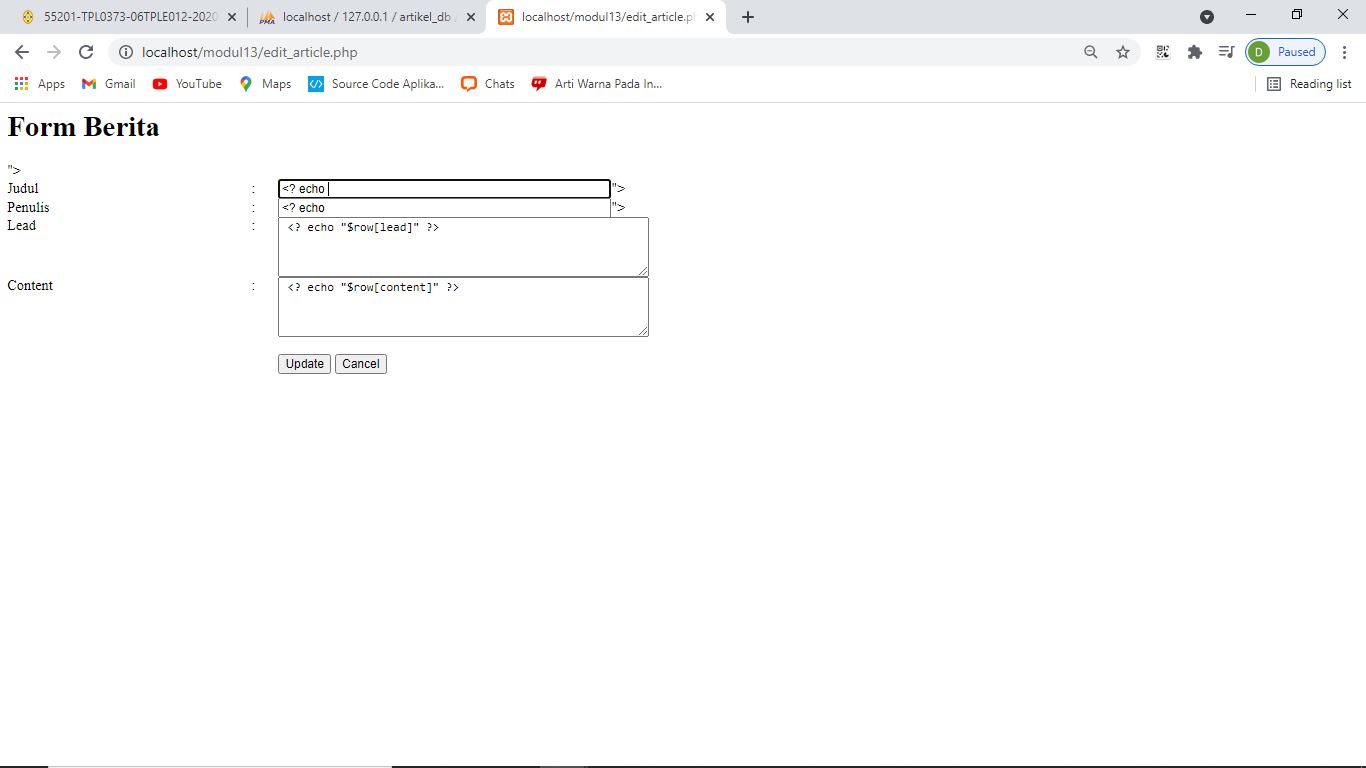 55201-TPL0373-06TPLE012-2020
localhost / 127.0.0.1 / artikel_db
localhost/modul13/edit_article.p
localhost/modul13/edit_article.php
D Paused
Apps Gmail YouTube Maps Source Code Aplika... Chats Arti Warna Pada In... Reading list
Form Berita
">
Judul : <? echo ">
Penulis : <? echo ">
Lead : <? echo "$row[lead]" ?>
Content : <? echo "$row[content]" ?>
Update Cancel